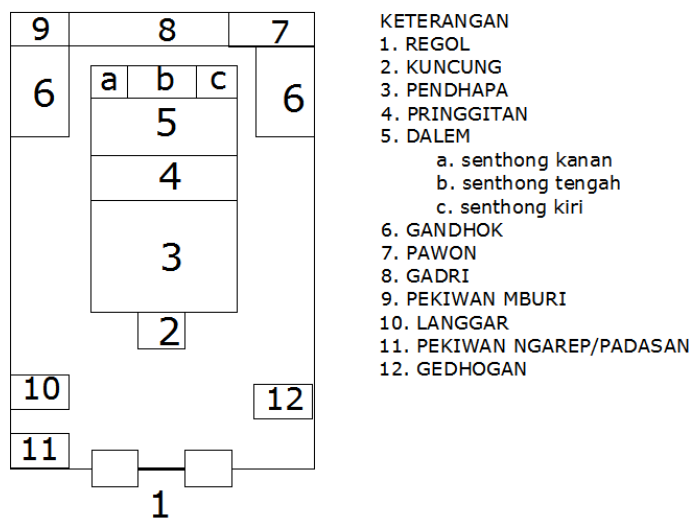 9 8 7
6 a b c 6
5
4
3
2
10
12
11
1
KETERANGAN
1. REGOL
2. KUNCUNG
3. PENDHAPA
4. PRINGGITAN
5. DALEM
a. senthong kanan
b. senthong tengah
c. senthong kiri
6. GANDHOK
7. PAWON
8. GADRI
9. PEKIWAN MBURI
10. LANGGAR
11. PEKIWAN NGAREP/PADASAN
12. GEDHOGAN